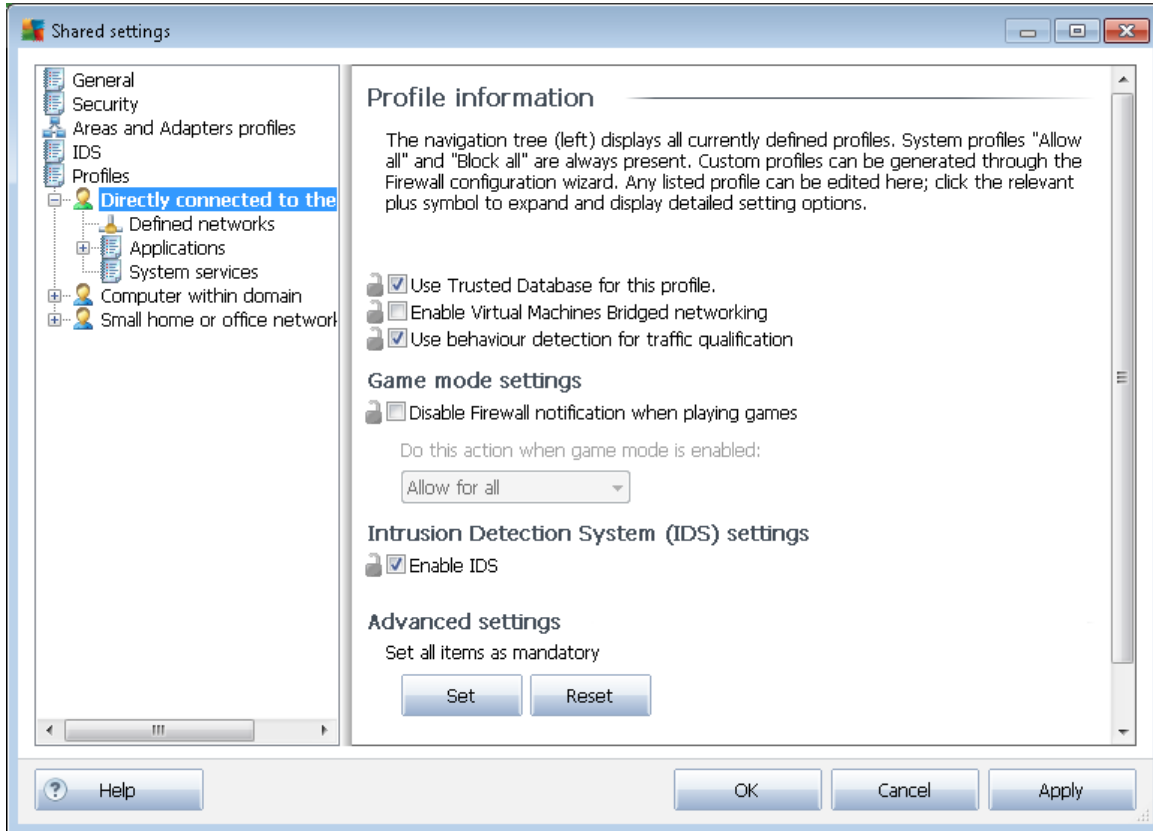 Shared settings
General
Security
Areas and Adapters profiles
IDS
Profiles
Directly connected to the
Defined networks
Applications
System services
Computer within domain
Small home or office network
Profile information
The navigation tree (left) displays all currently defined profiles. System profiles "Allow
all" and "Block all" are always present. Custom profiles can be generated through the
Firewall configuration wizard. Any listed profile can be edited here; click the relevant
plus symbol to expand and display detailed setting options.
Use Trusted Database for this profile.
Enable Virtual Machines Bridged networking
Use behaviour detection for traffic qualification
Game mode settings
Disable Firewall notification when playing games
Do this action when game mode is enabled:
Allow for all
Intrusion Detection System (IDS) settings
Enable IDS
Advanced settings
Set all items as mandatory
Set
Reset
? Help
OK
Cancel
Apply